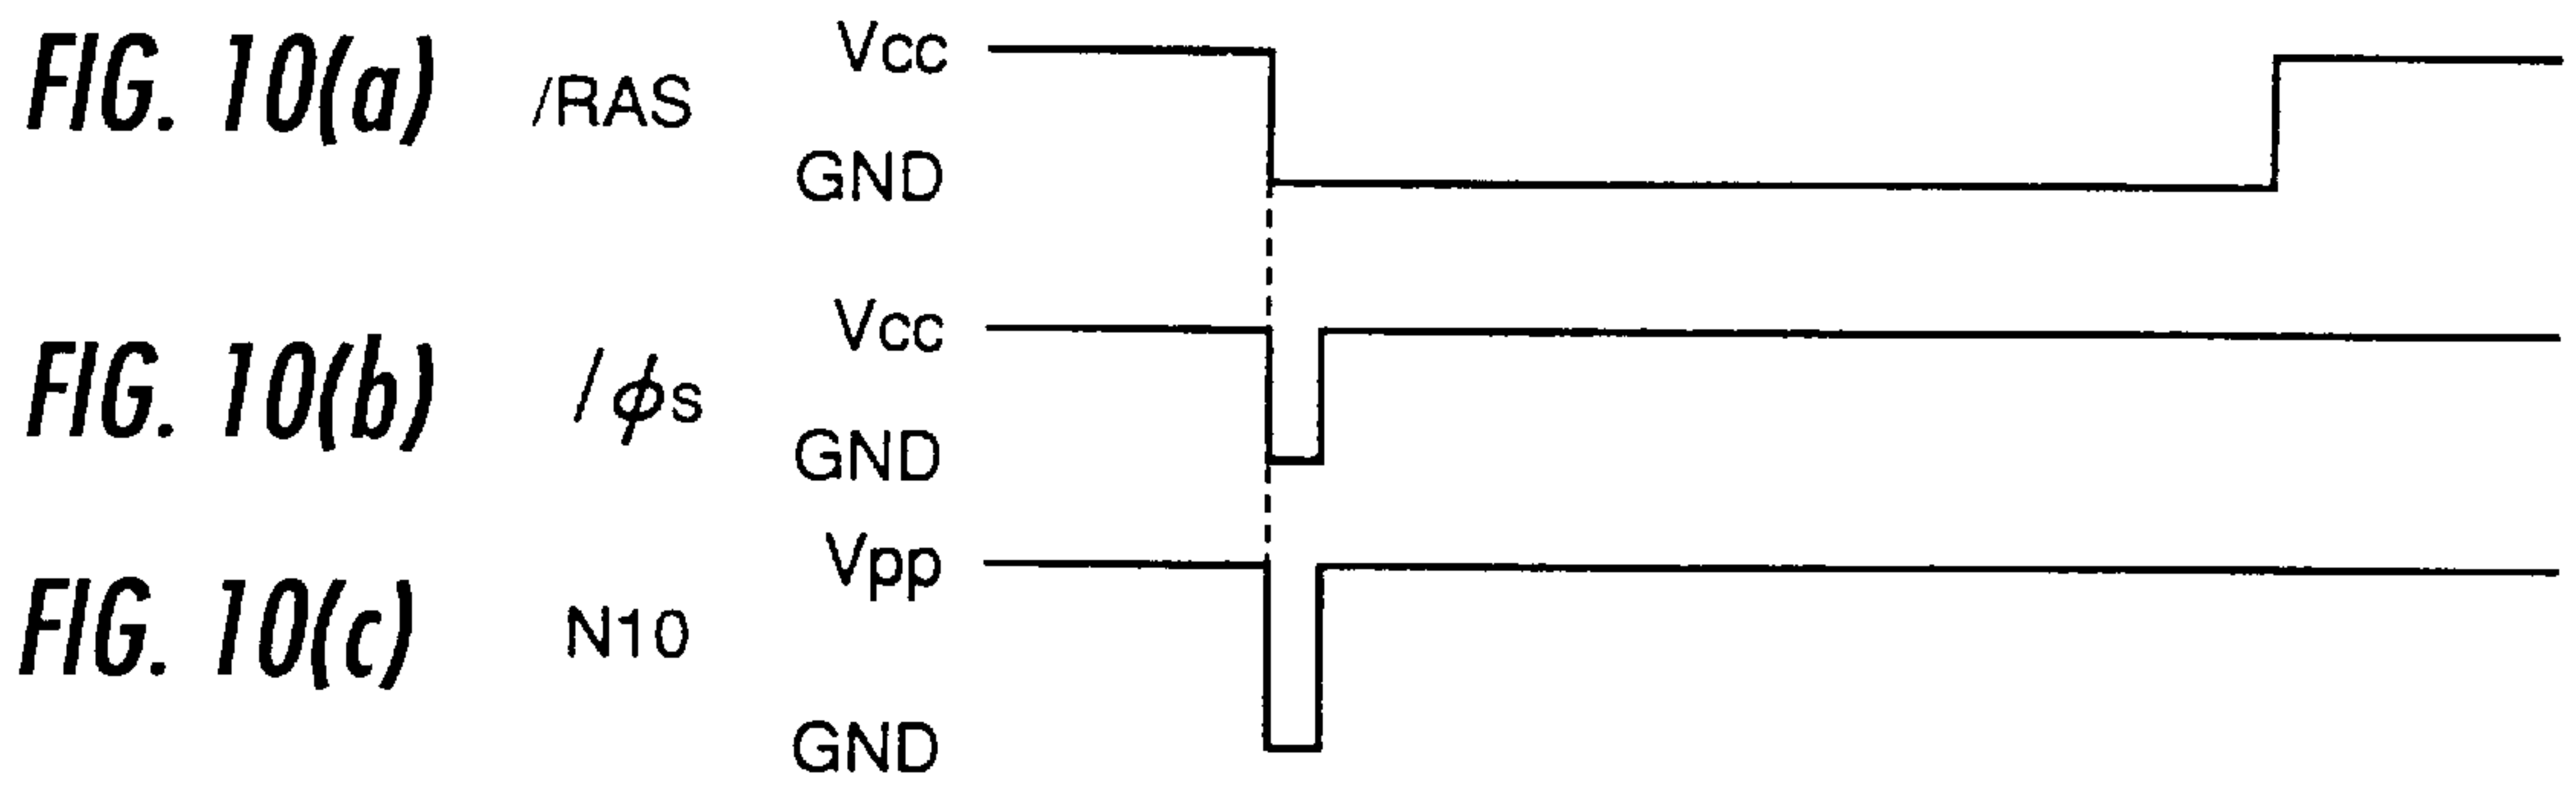 FIG. 10(a) /RAS Vcc
GND
FIG. 10(b) /ϕs Vcc
GND
FIG. 10(c) N10 Vpp
GND